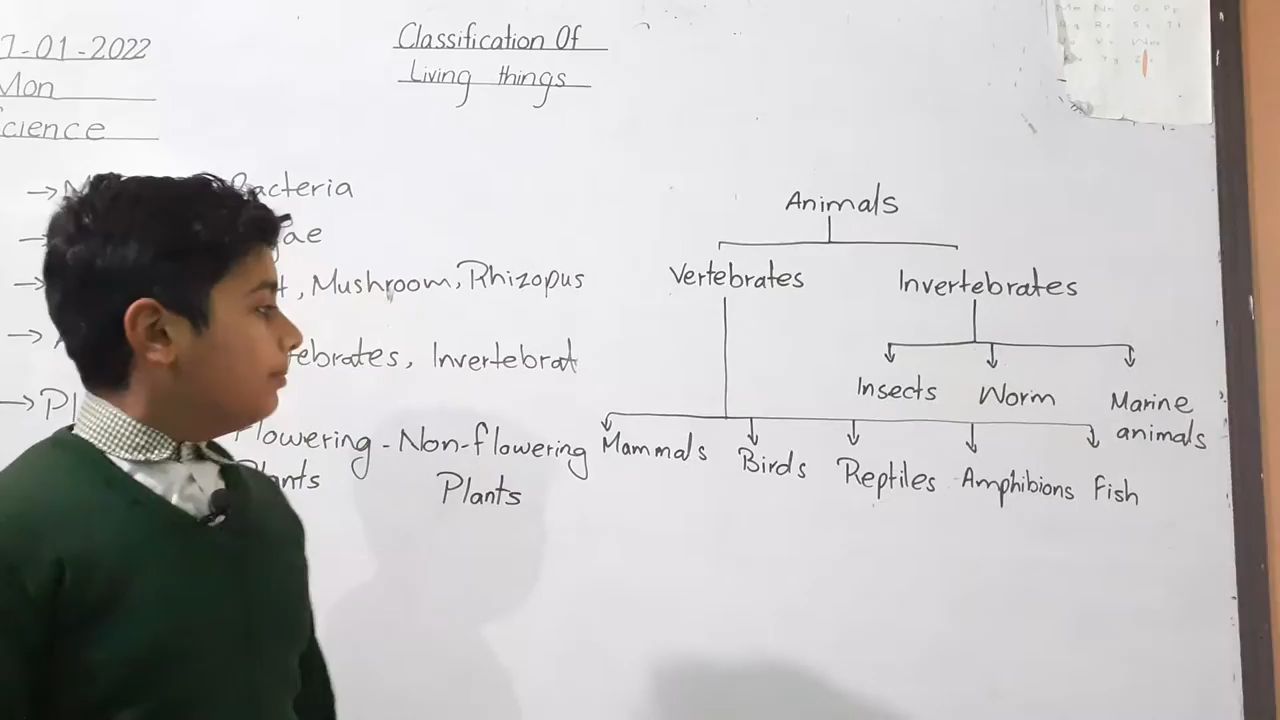 7-01-2022
Mon
cience
Classification Of
Living things
Bacteria
, Mushroom, Rhizopus
ebrates, Invertebrat
Flowering - Non-flowering
Plants
Animals
Vertebrates
Invertebrates
Insects
Worm
Marine
animals
Mammals
Birds
Reptiles
Amphibions
Fish